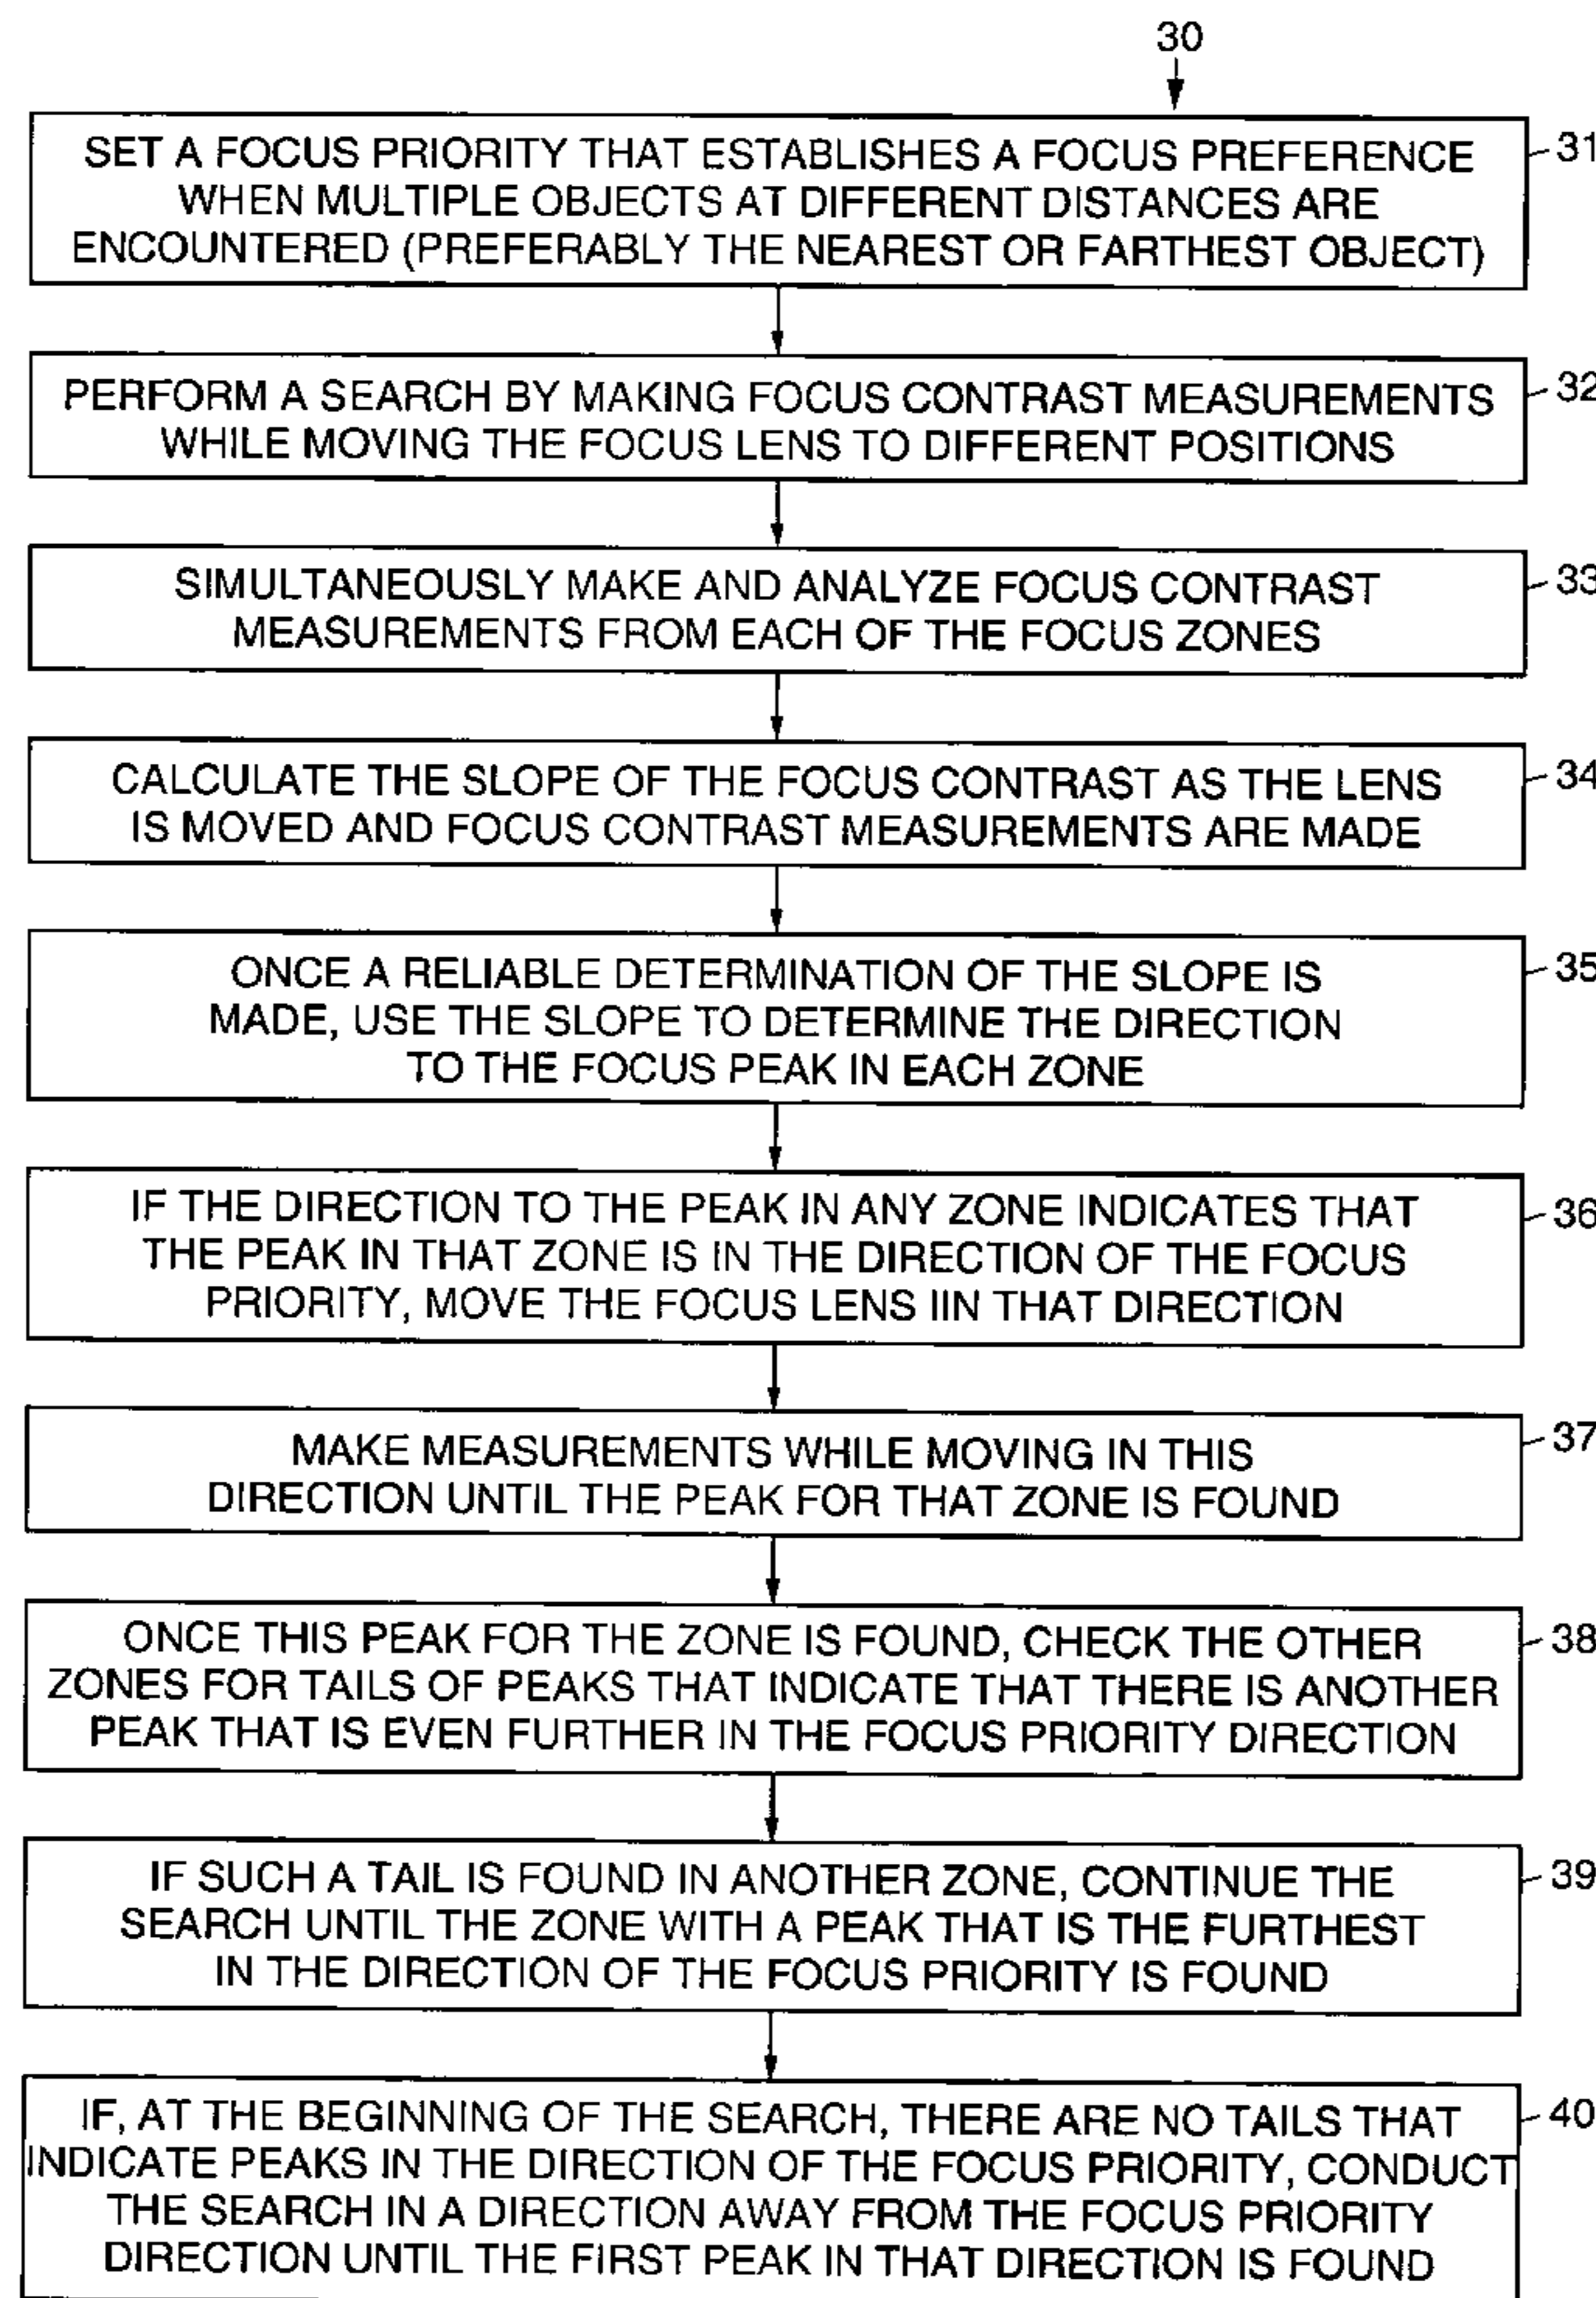 30
SET A FOCUS PRIORITY THAT ESTABLISHES A FOCUS PREFERENCE
WHEN MULTIPLE OBJECTS AT DIFFERENT DISTANCES ARE
ENCOUNTERED (PREFERABLY THE NEAREST OR FARTHEST OBJECT)
31
PERFORM A SEARCH BY MAKING FOCUS CONTRAST MEASUREMENTS
WHILE MOVING THE FOCUS LENS TO DIFFERENT POSITIONS
32
SIMULTANEOUSLY MAKE AND ANALYZE FOCUS CONTRAST
MEASUREMENTS FROM EACH OF THE FOCUS ZONES
33
CALCULATE THE SLOPE OF THE FOCUS CONTRAST AS THE LENS
IS MOVED AND FOCUS CONTRAST MEASUREMENTS ARE MADE
34
ONCE A RELIABLE DETERMINATION OF THE SLOPE IS
MADE, USE THE SLOPE TO DETERMINE THE DIRECTION
TO THE FOCUS PEAK IN EACH ZONE
35
IF THE DIRECTION TO THE PEAK IN ANY ZONE INDICATES THAT
THE PEAK IN THAT ZONE IS IN THE DIRECTION OF THE FOCUS
PRIORITY, MOVE THE FOCUS LENS IIN THAT DIRECTION
36
MAKE MEASUREMENTS WHILE MOVING IN THIS
DIRECTION UNTIL THE PEAK FOR THAT ZONE IS FOUND
37
ONCE THIS PEAK FOR THE ZONE IS FOUND, CHECK THE OTHER
ZONES FOR TAILS OF PEAKS THAT INDICATE THAT THERE IS ANOTHER
PEAK THAT IS EVEN FURTHER IN THE FOCUS PRIORITY DIRECTION
38
IF SUCH A TAIL IS FOUND IN ANOTHER ZONE, CONTINUE THE
SEARCH UNTIL THE ZONE WITH A PEAK THAT IS THE FURTHEST
IN THE DIRECTION OF THE FOCUS PRIORITY IS FOUND
39
IF, AT THE BEGINNING OF THE SEARCH, THERE ARE NO TAILS THAT
INDICATE PEAKS IN THE DIRECTION OF THE FOCUS PRIORITY, CONDUCT
THE SEARCH IN A DIRECTION AWAY FROM THE FOCUS PRIORITY
DIRECTION UNTIL THE FIRST PEAK IN THAT DIRECTION IS FOUND
40